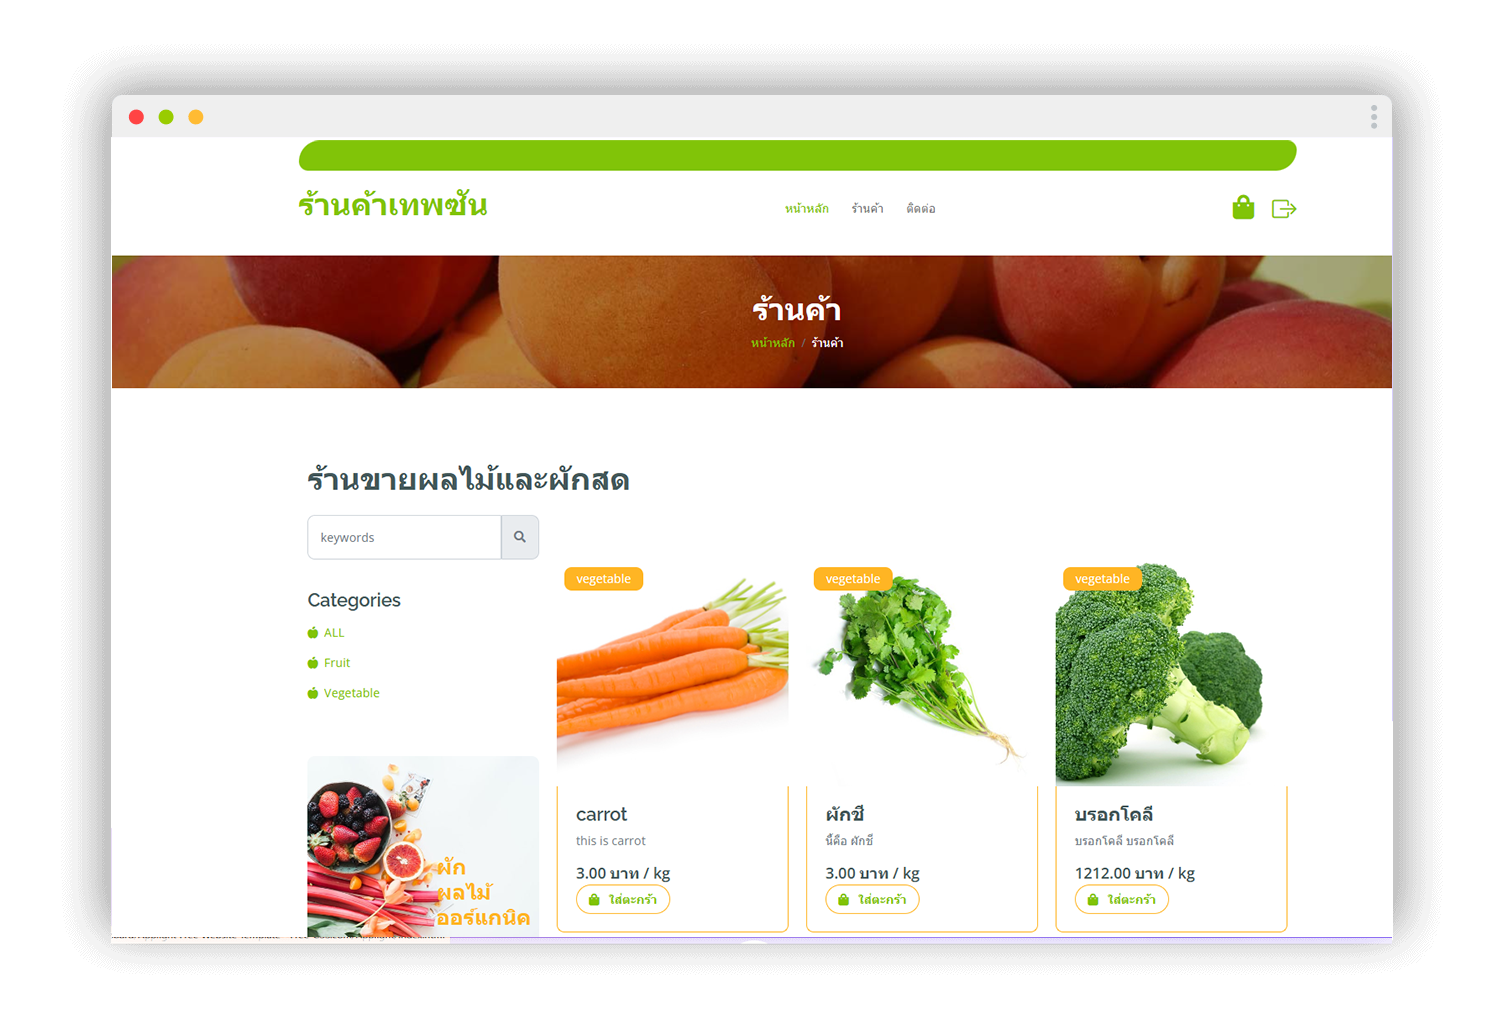 ร้านค้าเทพซัน
หน้าหลัก ร้านค้า ติดต่อ
ร้านค้า
หน้าหลัก / ร้านค้า
ร้านขายผลไม้และผักสด
keywords
Categories
ALL
Fruit
Vegetable
ผัก
ผลไม้
ออร์แกนิค
vegetable
carrot
this is carrot
3.00 บาท / kg
ใส่ตะกร้า
vegetable
ผักชี
นี้คือ ผักชี
3.00 บาท / kg
ใส่ตะกร้า
vegetable
บรอกโคลี
บรอกโคลี บรอกโคลี
1212.00 บาท / kg
ใส่ตะกร้า